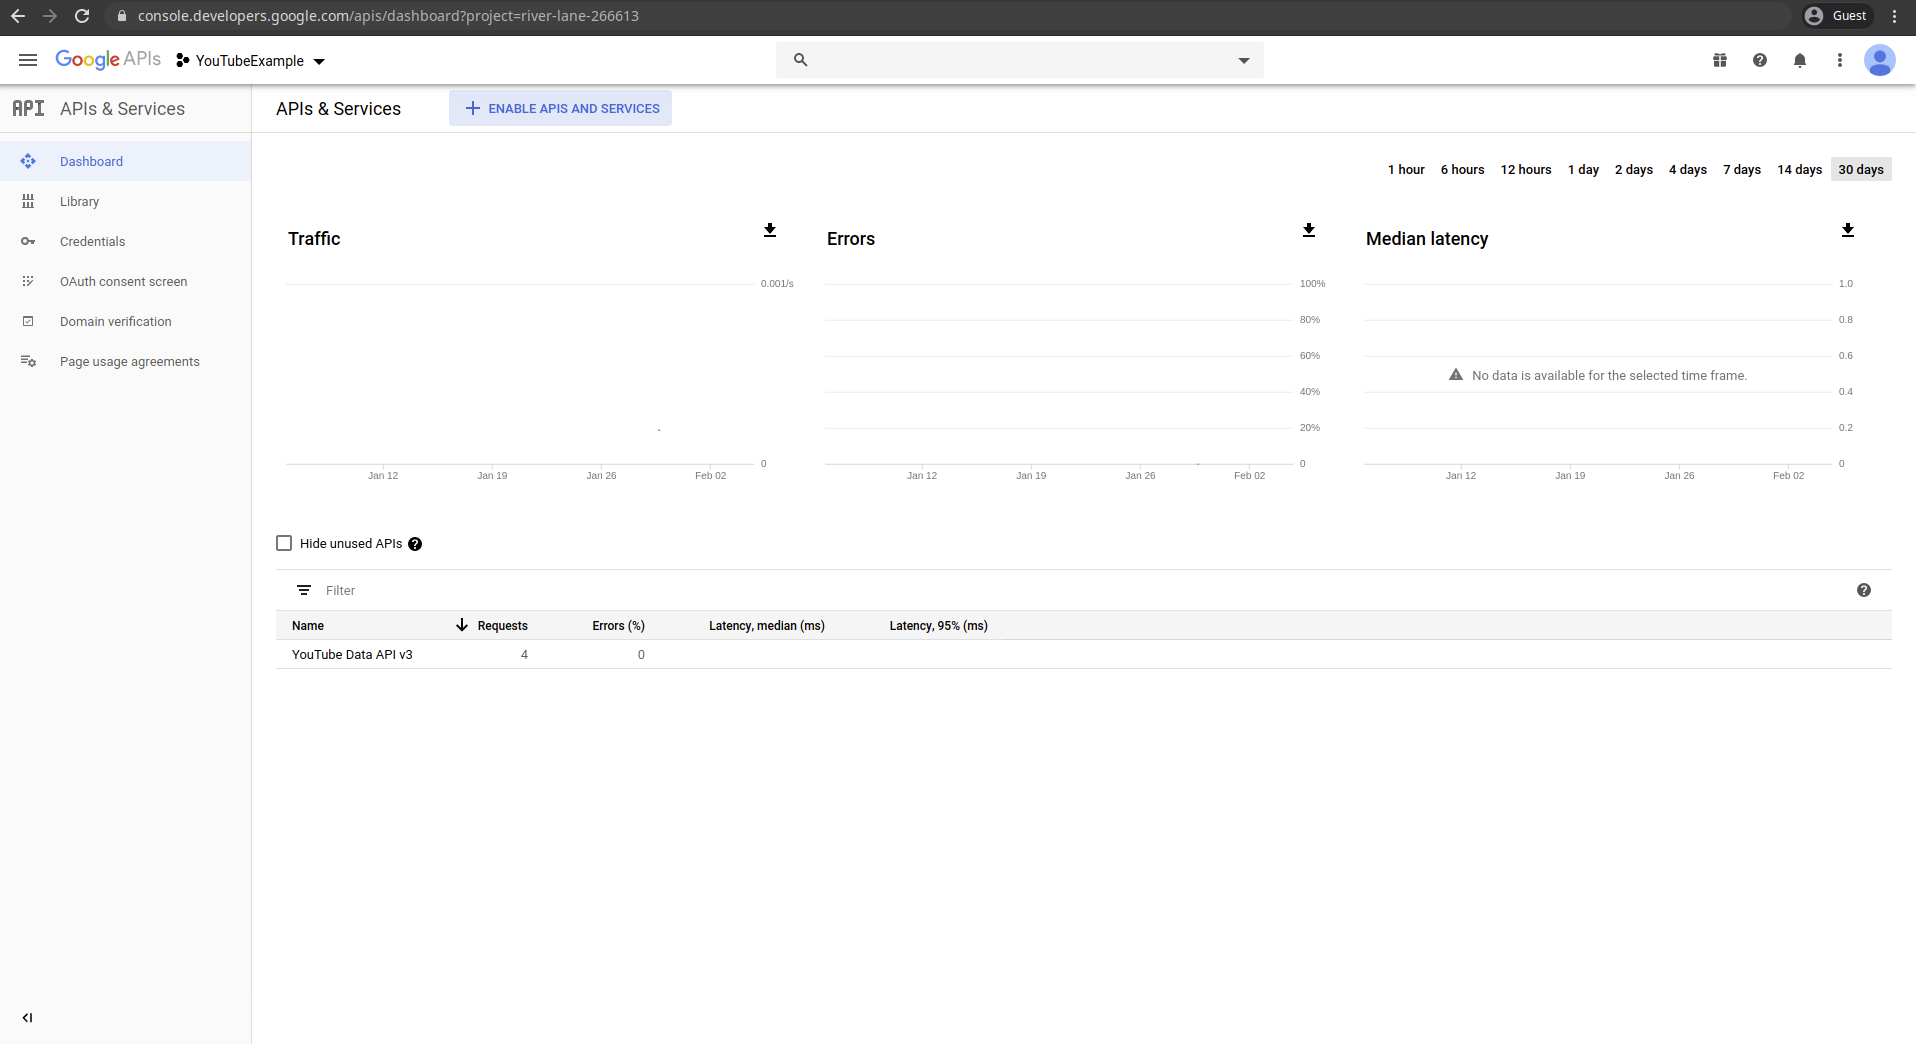 console.developers.google.com/apis/dashboard?project=river-lane-266613
Guest
Google APIs
YouTubeExample
API APIs & Services
APIs & Services
ENABLE APIS AND SERVICES
Dashboard
Library
Credentials
OAuth consent screen
Domain verification
Page usage agreements
1 hour 6 hours 12 hours 1 day 2 days 4 days 7 days 14 days 30 days
Traffic
0.001/s
0
Jan 12 Jan 19 Jan 26 Feb 02
Errors
100%
80%
60%
40%
20%
0
Jan 12 Jan 19 Jan 26 Feb 02
Median latency
1.0
0.8
0.6
No data is available for the selected time frame.
0.4
0.2
0
Jan 12 Jan 19 Jan 26 Feb 02
Hide unused APIs
Filter
Name Requests Errors (%) Latency, median (ms) Latency, 95% (ms)
YouTube Data API v3 4 0